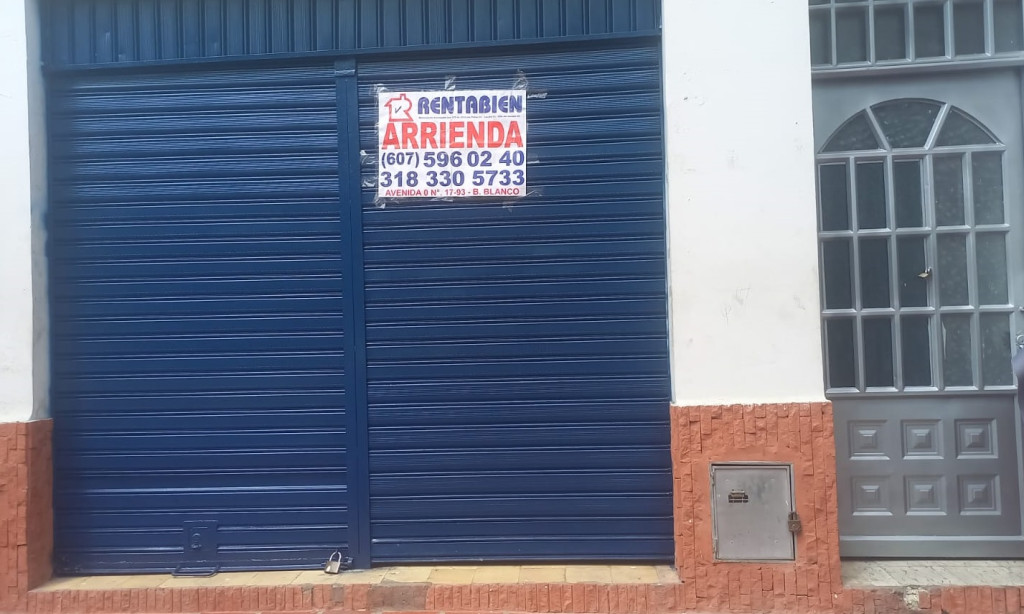 RENTABIEN
ARRIENDA
(607) 596 02 40
318 330 5733
AVENIDA 0 N°. 17-93 - B. BLANCO